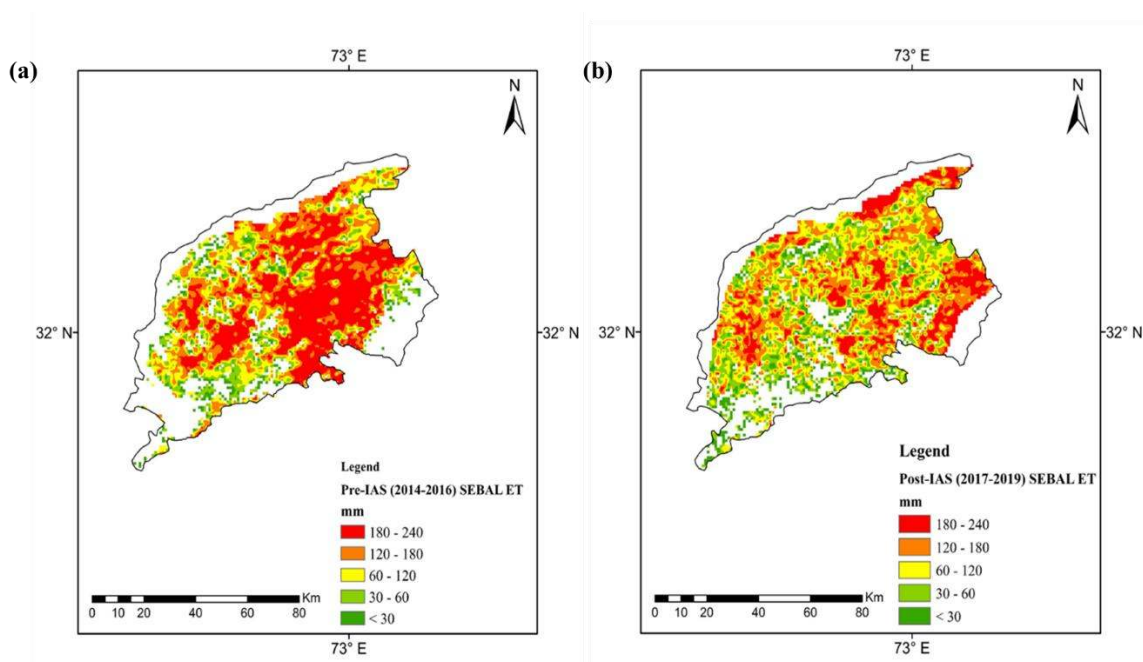 (a)
73° E
N
32° N
32° N
Legend
Pre-IAS (2014-2016) SEBAL ET
mm
180 - 240
120 - 180
60 - 120
30 - 60
< 30
0 10 20 40 60 80 Km
73° E
(b)
73° E
N
32° N
32° N
Legend
Post-IAS (2017-2019) SEBAL ET
mm
180 - 240
120 - 180
60 - 120
30 - 60
< 30
0 10 20 40 60 80 Km
73° E